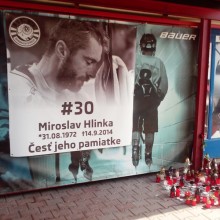 BAUER
#30
Miroslav Hlinka
*31.08.1972 †14.9.2014
Česť jeho pamiatke